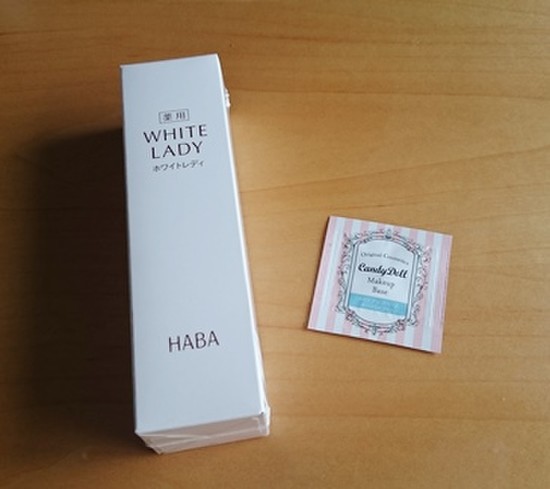 薬用
WHITE
LADY
ホワイトレディ
HABA
Original Cosmetics
CandyDoll
Makeup
Base